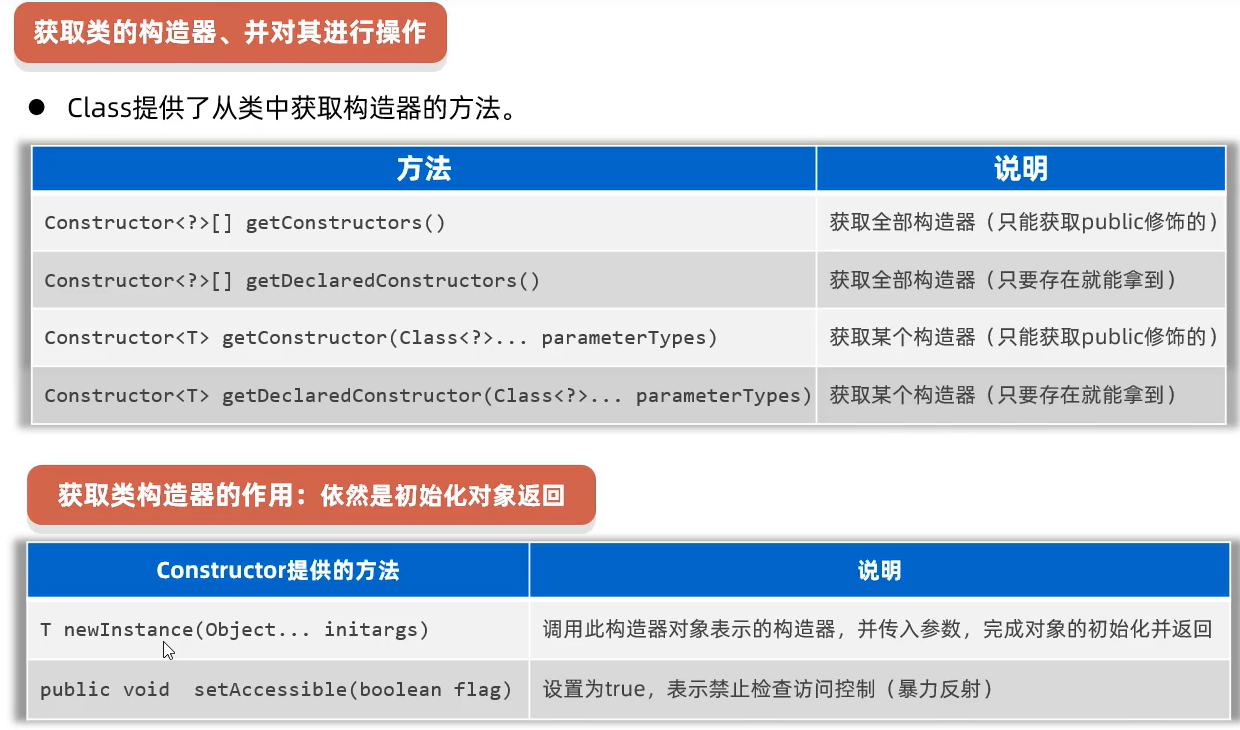 获取类的构造器、并对其进行操作
● Class提供了从类中获取构造器的方法。
方法 说明
Constructor<?>[] getConstructors() 获取全部构造器（只能获取public修饰的）
Constructor<?>[] getDeclaredConstructors() 获取全部构造器（只要存在就能拿到）
Constructor<T> getConstructor(Class<?>... parameterTypes) 获取某个构造器（只能获取public修饰的）
Constructor<T> getDeclaredConstructor(Class<?>... parameterTypes) 获取某个构造器（只要存在就能拿到）
获取类构造器的作用：依然是初始化对象返回
Constructor提供的方法 说明
T newInstance(Object... initargs) 调用此构造器对象表示的构造器，并传入参数，完成对象的初始化并返回
public void setAccessible(boolean flag) 设置为true，表示禁止检查访问控制（暴力反射）